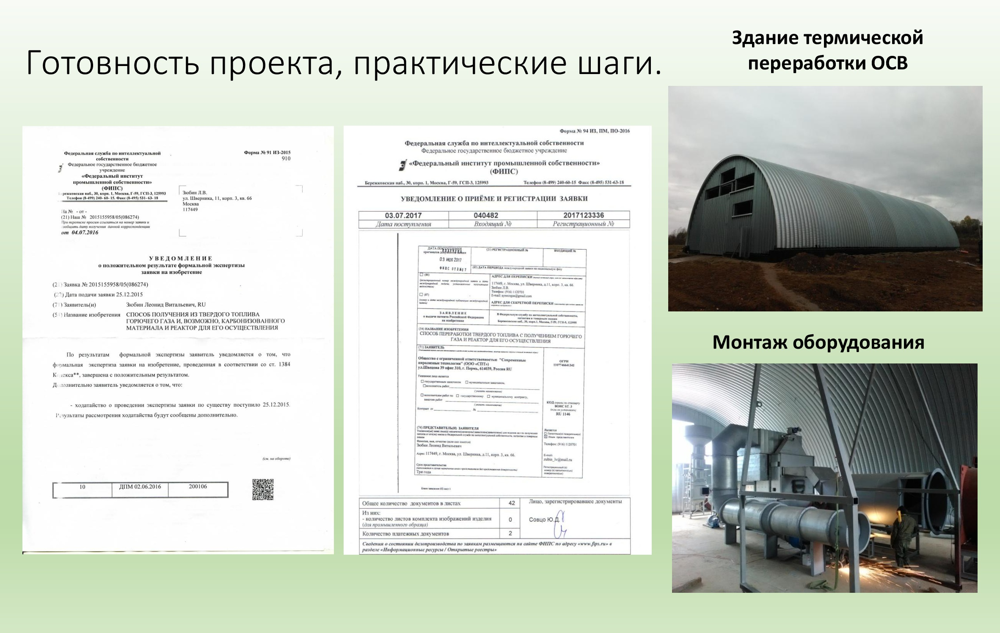 Готовность проекта, практические шаги.
Здание термической
переработки ОСВ
Монтаж оборудования
Федеральная служба по интеллектуальной
собственности
Федеральное государственное бюджетное
учреждение
«Федеральный институт
промышленной собственности»
(ФИПС)
режковская наб., 30, корп. 1, Москва, Г-59, ГСП-3, 125993
Телефон (8-499) 240- 60- 15. Факс (8-495) 531- 63- 18
Форма № 91 ИЗ-2015
910
Зюбин Л.В.
ул. Шверника, 11, корп. 3, кв. 66
Москва
117449
На № - от -
(21) Наш № 2015155958/05(086274)
При переписке просим ссылаться на номер заявки и
сообщить дату получения данной корреспонденции
от 04.07.2016
УВЕДОМЛЕНИЕ
о положительном результате формальной экспертизы
заявки на изобретение
(21) Заявка № 2015155958/05(086274)
(22) Дата подачи заявки 25.12.2015
(71) Заявитель(и) Зюбин Леонид Витальевич, RU
(54) Название изобретения СПОСОБ ПОЛУЧЕНИЯ ИЗ ТВЕРДОГО ТОПЛИВА
ГОРЮЧЕГО ГАЗА И, ВОЗМОЖНО, КАРБОНИЗОВАННОГО
МАТЕРИАЛА И РЕАКТОР ДЛЯ ЕГО ОСУЩЕСТВЛЕНИЯ
По результатам формальной экспертизы заявитель уведомляется о том, что
формальная экспертиза заявки на изобретение, проведенная в соответствии со ст. 1384
Кодекса**, завершена с положительным результатом.
Дополнительно заявитель уведомляется о том, что:
- ходатайство о проведении экспертизы заявки по существу поступило 25.12.2015.
Результаты рассмотрения ходатайства будут сообщены дополнительно.
(см. на обороте)
10 ДПМ 02.06.2016 200106
Форма № 94 ИЗ, ПМ, ПО-2016
Федеральная служба по интеллектуальной собственности
Федеральное государственное бюджетное учреждение
«Федеральный институт промышленной собственности»
(ФИПС)
Бережковская наб., 30, корп. 1, Москва, Г-59, ГСП-3, 125993 Телефон (8-499) 240-60-15 Факс (8-495) 531-63-18
УВЕДОМЛЕНИЕ О ПРИЁМЕ И РЕГИСТРАЦИИ ЗАЯВКИ
03.07.2017 040482 2017123336
Дата поступления Входящий № Регистрационный №
ДАТА ПОСТУПЛЕНИЯ
оригиналов документов заявки
03 ИЮЛ 2017
(21) РЕГИСТРАЦИОННЫЙ №
ВХОДЯЩИЙ №
(85) ДАТА ПЕРЕВОДА международной заявки на национальную фазу
(86)
(регистрационный номер международной заявки и дата
международной подачи, установленные получающим
ведомством)
(87)
(номер и дата международной публикации международной
заявки)
АДРЕС ДЛЯ ПЕРЕПИСКИ
117449, г. Москва, ул. Шверника, д.11, корп. 3, кв. 66.
Зюбин Л.В.
Телефон: (916) 1120701
E-mail: synecogas@gmail.com
АДРЕС ДЛЯ СЕКРЕТНОЙ ПЕРЕПИСКИ
ЗАЯВЛЕНИЕ
о выдаче патента Российской Федерации
на изобретение
В Федеральную службу по интеллектуальной собственности,
патентам и товарным знакам
Бережковская наб., 30, корп.1, Москва, Г-59, ГСП-5, 123995
(54) НАЗВАНИЕ ИЗОБРЕТЕНИЯ
СПОСОБ ПЕРЕРАБОТКИ ТВЕРДОГО ТОПЛИВА С ПОЛУЧЕНИЕМ ГОРЮЧЕГО
ГАЗА И РЕАКТОР ДЛЯ ЕГО ОСУЩЕСТВЛЕНИЯ
(71) ЗАЯВИТЕЛЬ
Общество с ограниченной ответственностью "Современные
пиролизные технологии" (ООО «СПТ»)
ул.Швецова 39 офис 310, г. Пермь, 614039, Россия RU
ОГРН
1107746641342
Указанное лицо является
государственным заказчиком муниципальным заказчиком,
исполнитель работ
(указать наименование)
исполнителем работ по государственному муниципальному контракту,
заказчик работ
(указать наименование)
Контракт от №
КОД страны по стандарту
ВОИС ST. 3
(если он установлен)
RU 1146
(74) ПРЕДСТАВИТЕЛЬ(И) ЗАЯВИТЕЛЯ
Фамилия, имя, отчество (если оно имеется)
Зюбин Леонид Витальевич
Адрес: 117449, г. Москва, ул. Шверника, д.11, корп. 3, кв. 66.
Срок представительства
Три года
Является
Патентным(и) поверенным(и)
Иным представителем
Телефон: (916) 1120701
E-mail:
zubin_lv@mail.ru
Регистрационный (е)
номер (а) патентного(ых)
поверенного(ых)
Бланк заявления ИЗ лист 1
Общее количество документов в листах 42
Лицо, зарегистрировавшее документы
Из них:
- количество листов комплекта изображений изделия 0
(для промышленного образца)
Совцо Ю.Д.
Количество платежных документов 2
Сведения о состоянии делопроизводства по заявкам размещаются на сайте ФИПС по адресу «www.fips.ru» в
разделе «Информационные ресурсы / Открытые реестры»